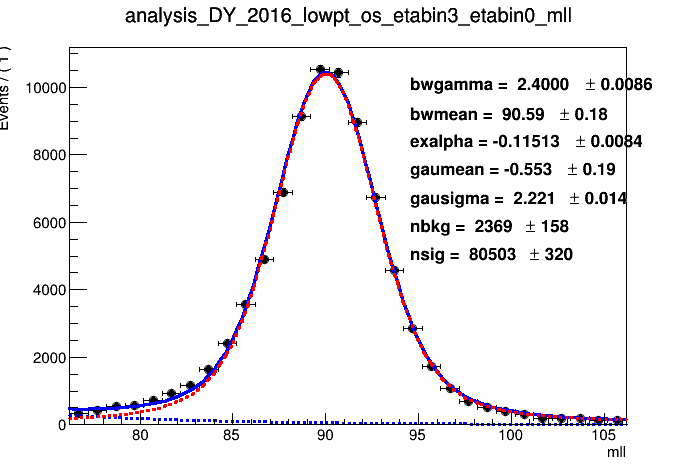 analysis_DY_2016_lowpt_os_etabin3_etabin0_mll
Events / ( 1 )
bwgamma = 2.4000 ± 0.0086
bwmean = 90.59 ± 0.18
exalpha = -0.11513 ± 0.0084
gaumean = -0.553 ± 0.19
gausigma = 2.221 ± 0.014
nbkg = 2369 ± 158
nsig = 80503 ± 320
10000
8000
6000
4000
2000
0
80 85 90 95 100 105
mll